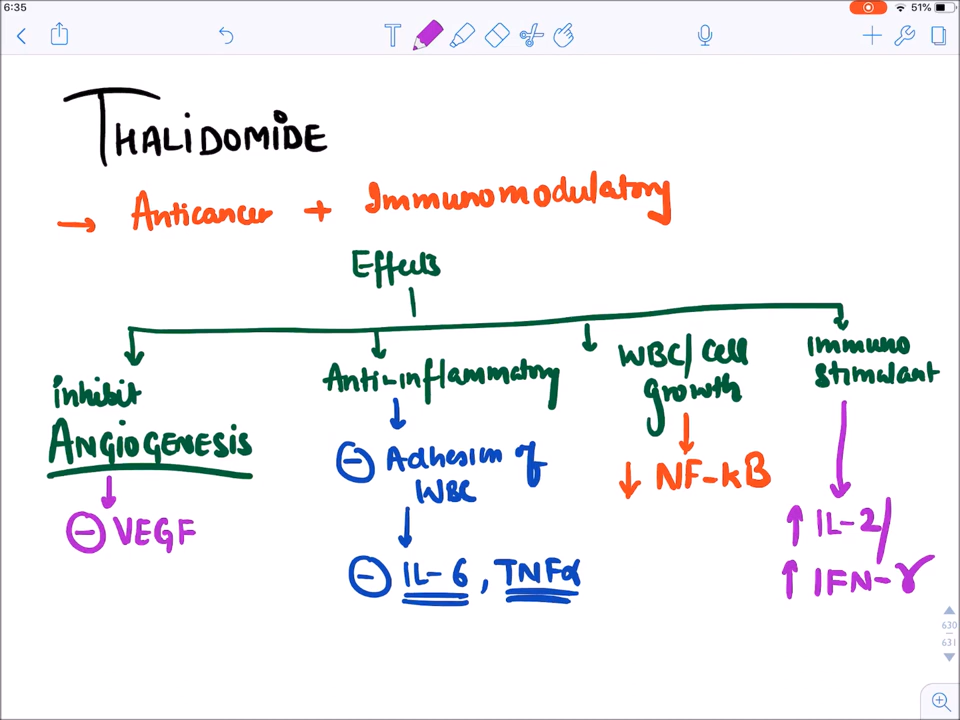 6:35
51%
T
THALIDOMIDE
→ Anticancer + Immunomodulatory
Effects
inhibit
ANGIOGENESIS
⊖ VEGF
Anti-inflammatory
⊖ Adhesion of
WBC
⊖ IL-6, TNFα
WBC/Cell
growth
↓ NF-kB
Immuno
stimalant
↑ IL-2/
↑ IFN-γ
630
631